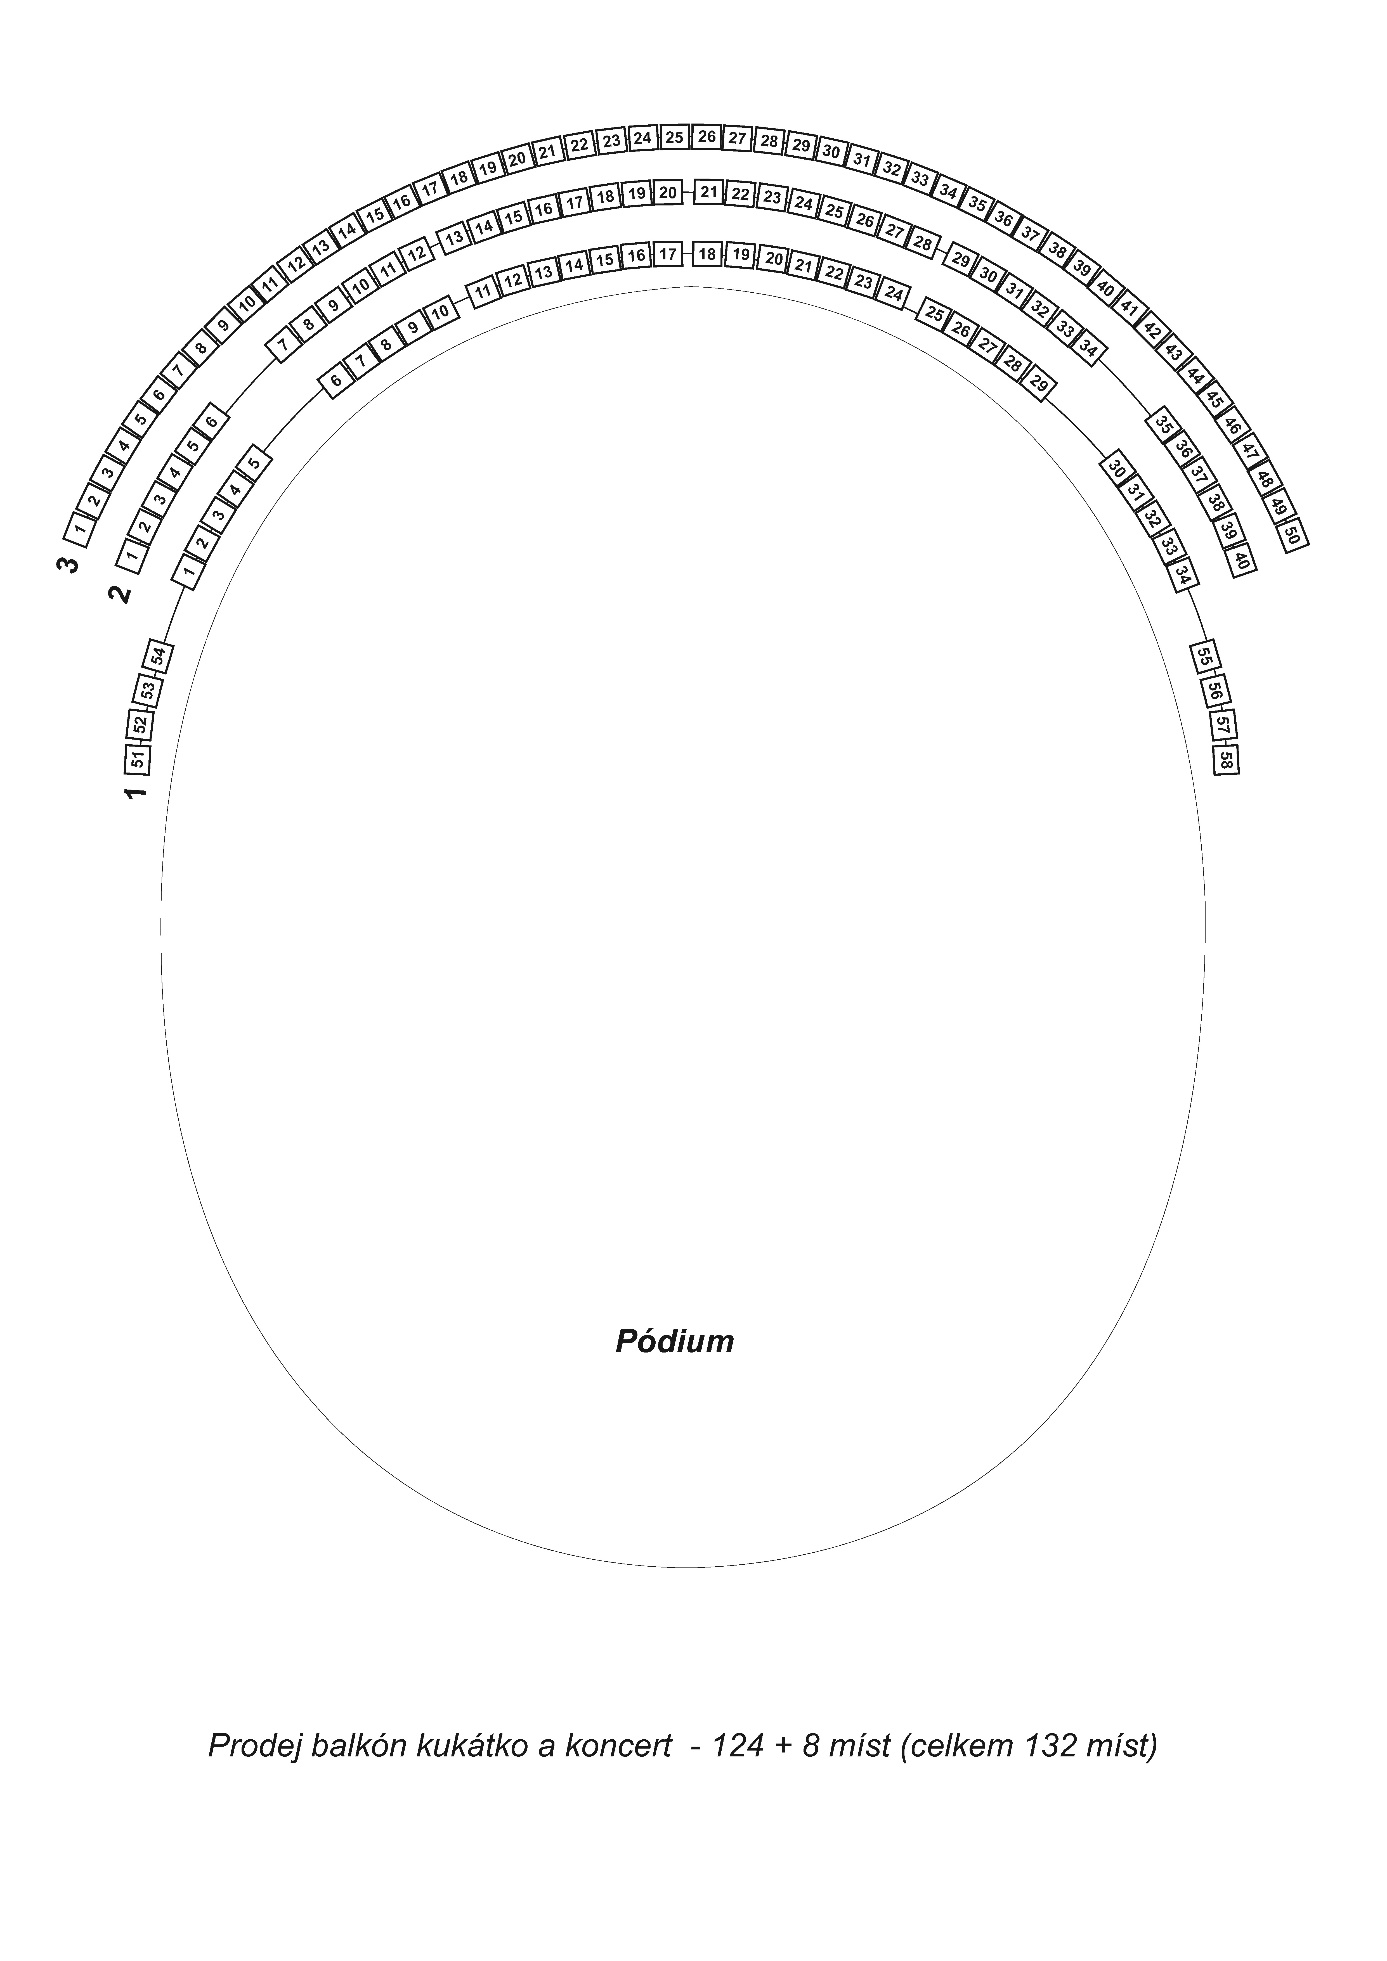 1 2 3 4 5 6 7 8 9 10 11 12 13 14 15 16 17 18 19 20 21 22 23 24 25 26 27 28 29 30 31 32 33 34 35 36 37 38 39 40 41 42 43 44 45 46 47 48 49 50
3
1 2 3 4 5 6 7 8 9 10 11 12 13 14 15 16 17 18 19 20 21 22 23 24 25 26 27 28 29 30 31 32 33 34 35 36 37 38 39 40
2
51 52 53 54 1 2 3 4 5 6 7 8 9 10 11 12 13 14 15 16 17 18 19 20 21 22 23 24 25 26 27 28 29 30 31 32 33 34 55 56 57 58
1
Pódium
Prodej balkón kukátko a koncert - 124 + 8 míst (celkem 132 míst)